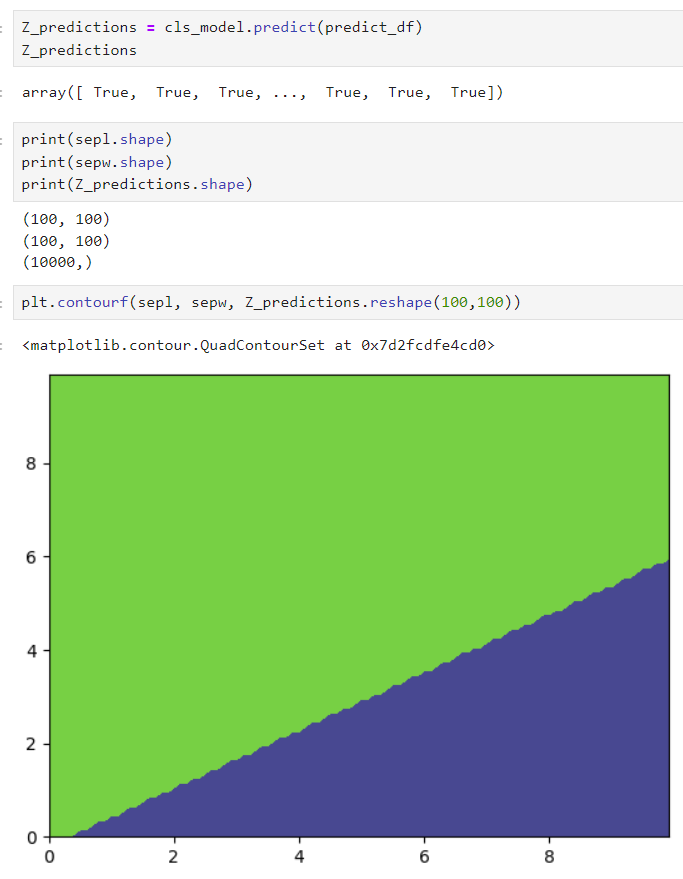 Z_predictions = cls_model.predict(predict_df)
Z_predictions
array([ True,  True,  True, ...,  True,  True,  True])
print(sepl.shape)
print(sepw.shape)
print(Z_predictions.shape)
(100, 100)
(100, 100)
(10000,)
plt.contourf(sepl, sepw, Z_predictions.reshape(100,100))
<matplotlib.contour.QuadContourSet at 0x7d2fcdfe4cd0>
8
6
4
2
0
0 2 4 6 8